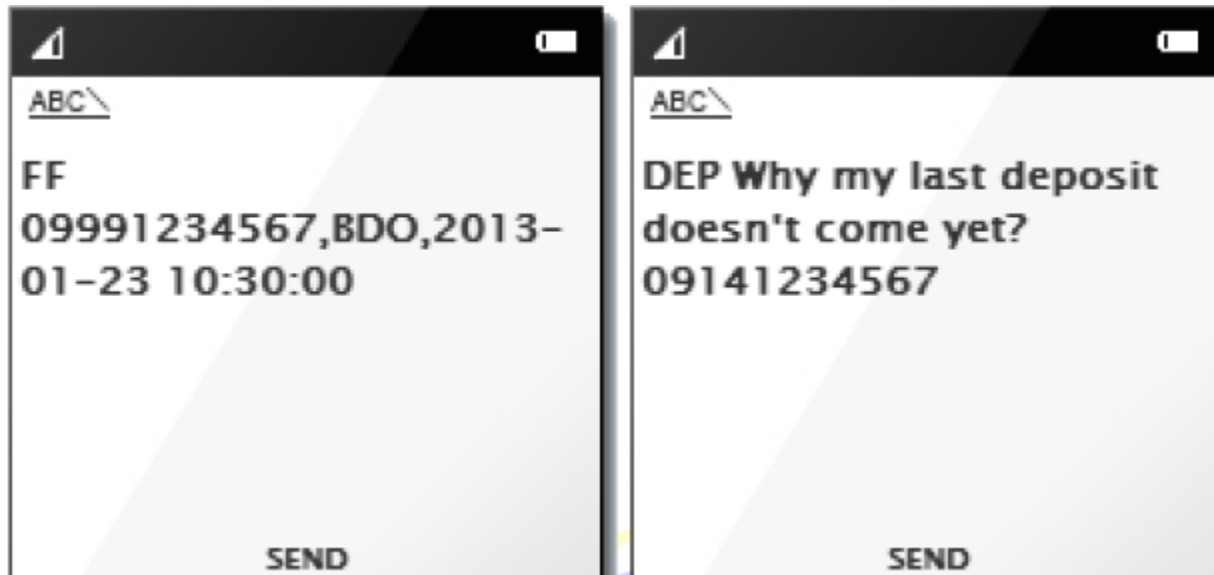 ABC
FF
09991234567,BDO,2013-
01-23 10:30:00
SEND
ABC
DEP Why my last deposit
doesn't come yet?
09141234567
SEND